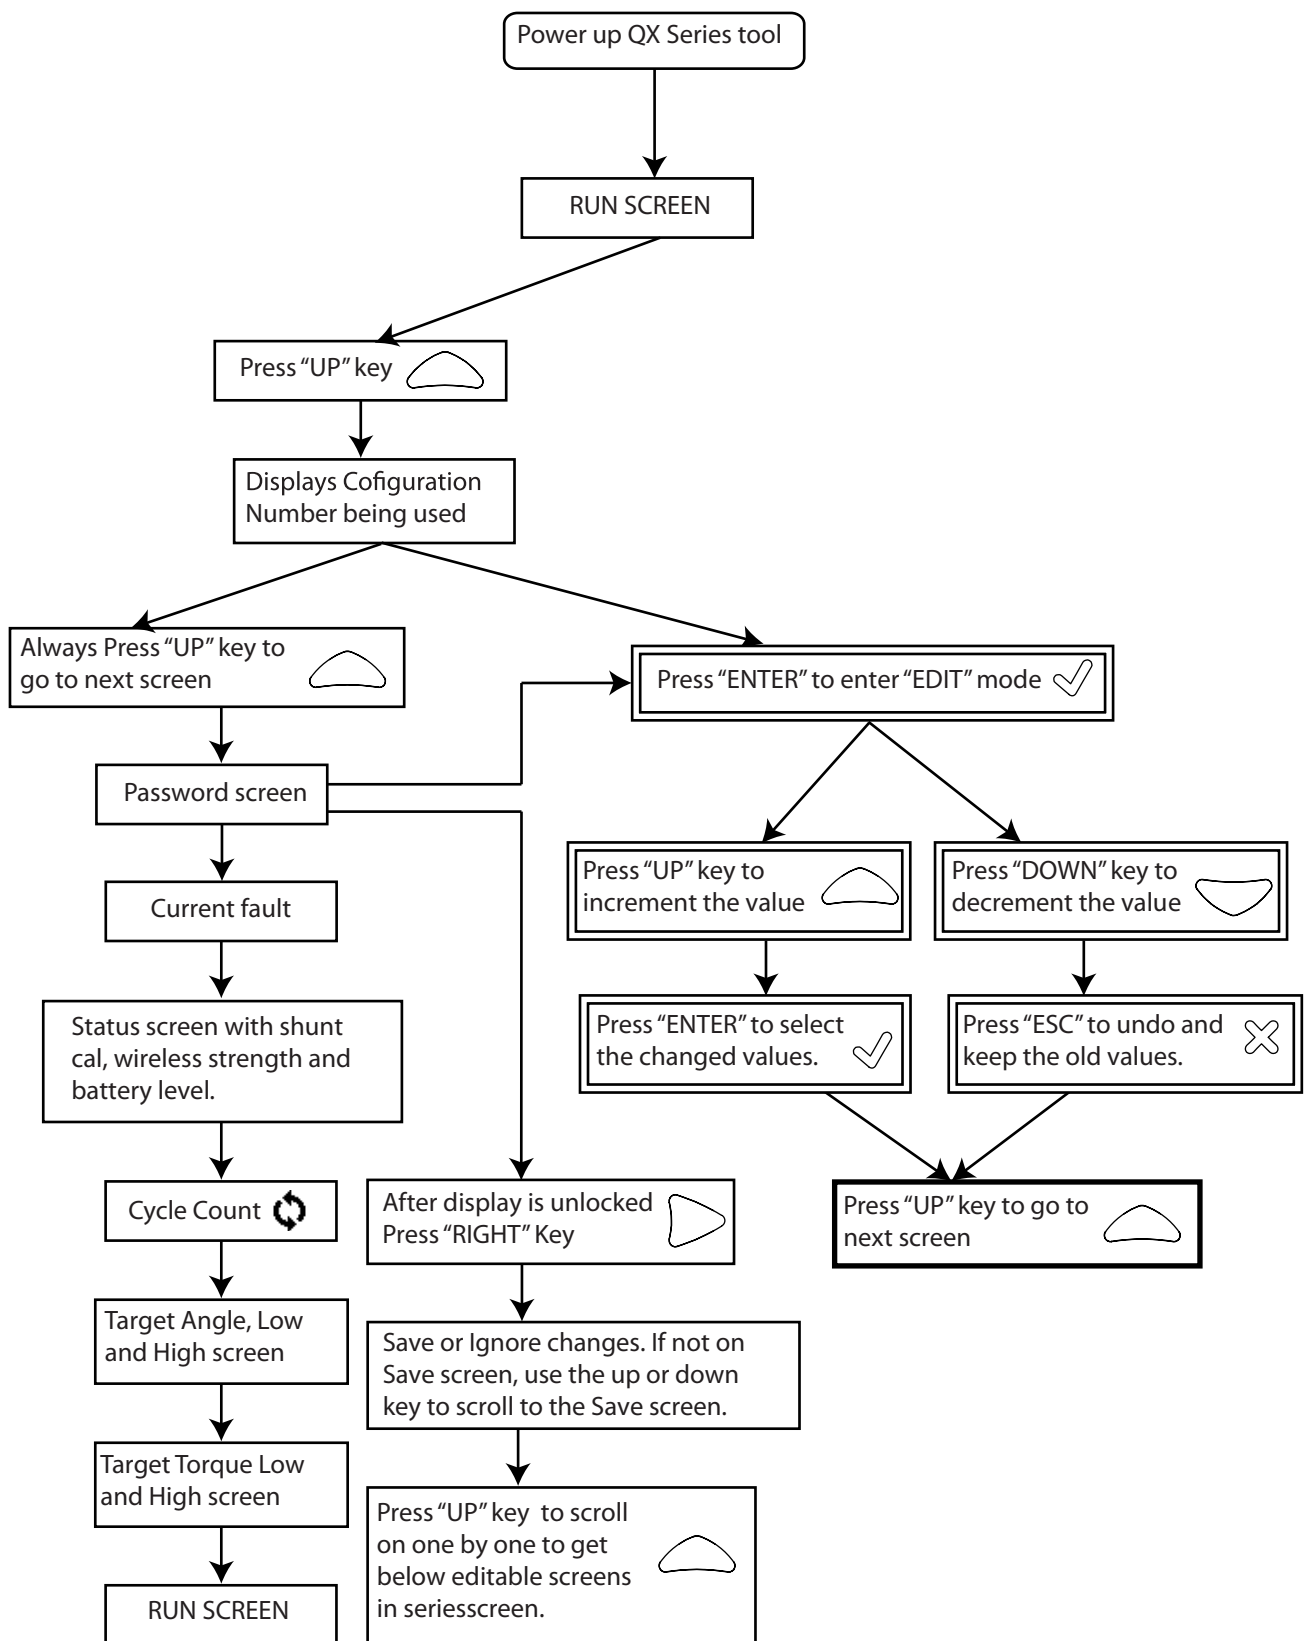 Power up QX Series tool
RUN SCREEN
Press “UP” key
Displays Cofiguration
Number being used
Always Press “UP” key to
go to next screen
Press “ENTER” to enter “EDIT” mode
Password screen
Press “UP” key to
increment the value
Press “DOWN” key to
decrement the value
Current fault
Press “ENTER” to select
the changed values.
Press “ESC” to undo and
keep the old values.
Status screen with shunt
cal, wireless strength and
battery level.
Cycle Count
After display is unlocked
Press “RIGHT” Key
Press “UP” key to go to
next screen
Target Angle, Low
and High screen
Save or Ignore changes. If not on
Save screen, use the up or down
key to scroll to the Save screen.
Target Torque Low
and High screen
Press “UP” key to scroll
on one by one to get
below editable screens
in seriesscreen.
RUN SCREEN